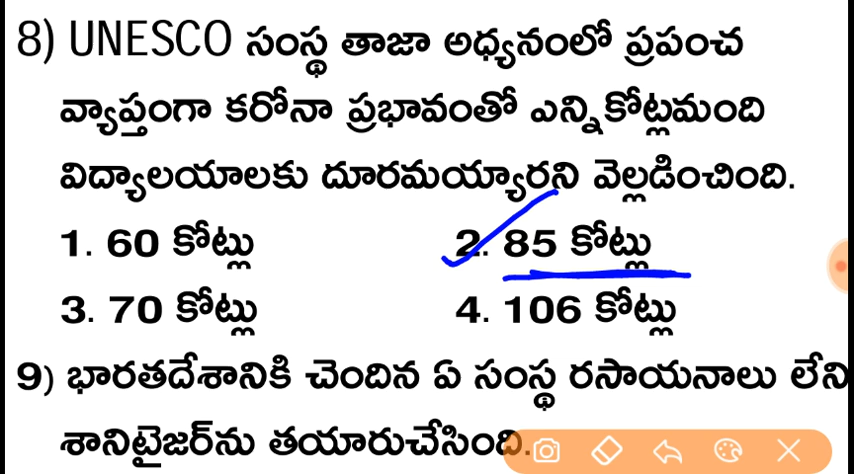 8) UNESCO సంస్థ తాజా అధ్యనంలో ప్రపంచ
వ్యాప్తంగా కరోనా ప్రభావంతో ఎన్నికోట్లమంది
విద్యాలయాలకు దూరమయ్యారని వెల్లడించింది.
1. 60 కోట్లు 2. 85 కోట్లు
3. 70 కోట్లు 4. 106 కోట్లు
9) భారతదేశానికి చెందిన ఏ సంస్థ రసాయనాలు లేని
శానిటైజర్‌ను తయారుచేసింది.